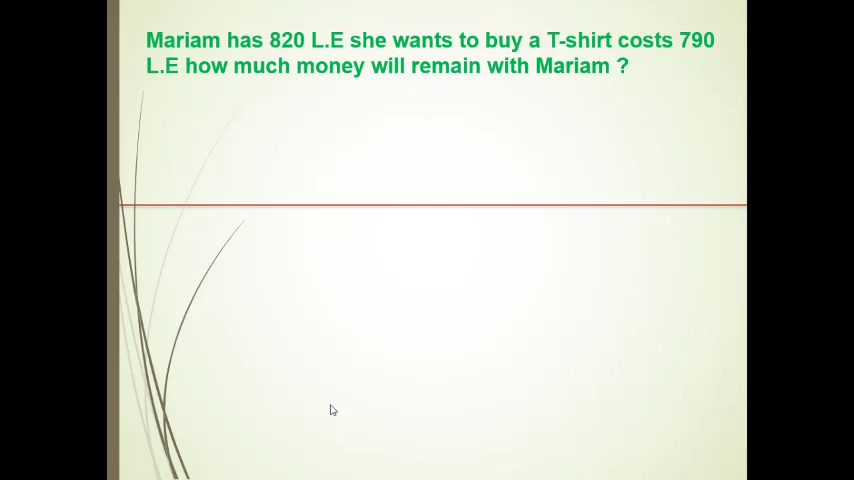 Mariam has 820 L.E she wants to buy a T-shirt costs 790
L.E how much money will remain with Mariam ?